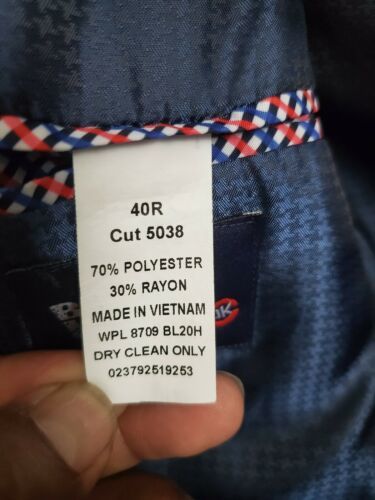 40R
Cut 5038
70% POLYESTER
30% RAYON
MADE IN VIETNAM
WPL 8709 BL20H
DRY CLEAN ONLY
023792519253